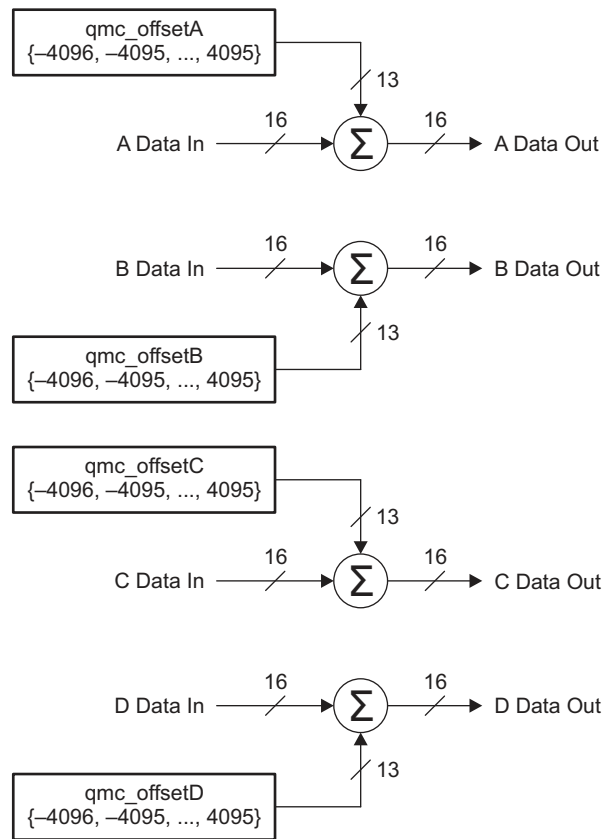 qmc_offsetA
{–4096, –4095, ..., 4095}
13
16
16
A Data In
Σ
A Data Out
16
16
B Data In
Σ
B Data Out
13
qmc_offsetB
{–4096, –4095, ..., 4095}
qmc_offsetC
{–4096, –4095, ..., 4095}
13
16
16
C Data In
Σ
C Data Out
16
16
D Data In
Σ
D Data Out
13
qmc_offsetD
{–4096, –4095, ..., 4095}